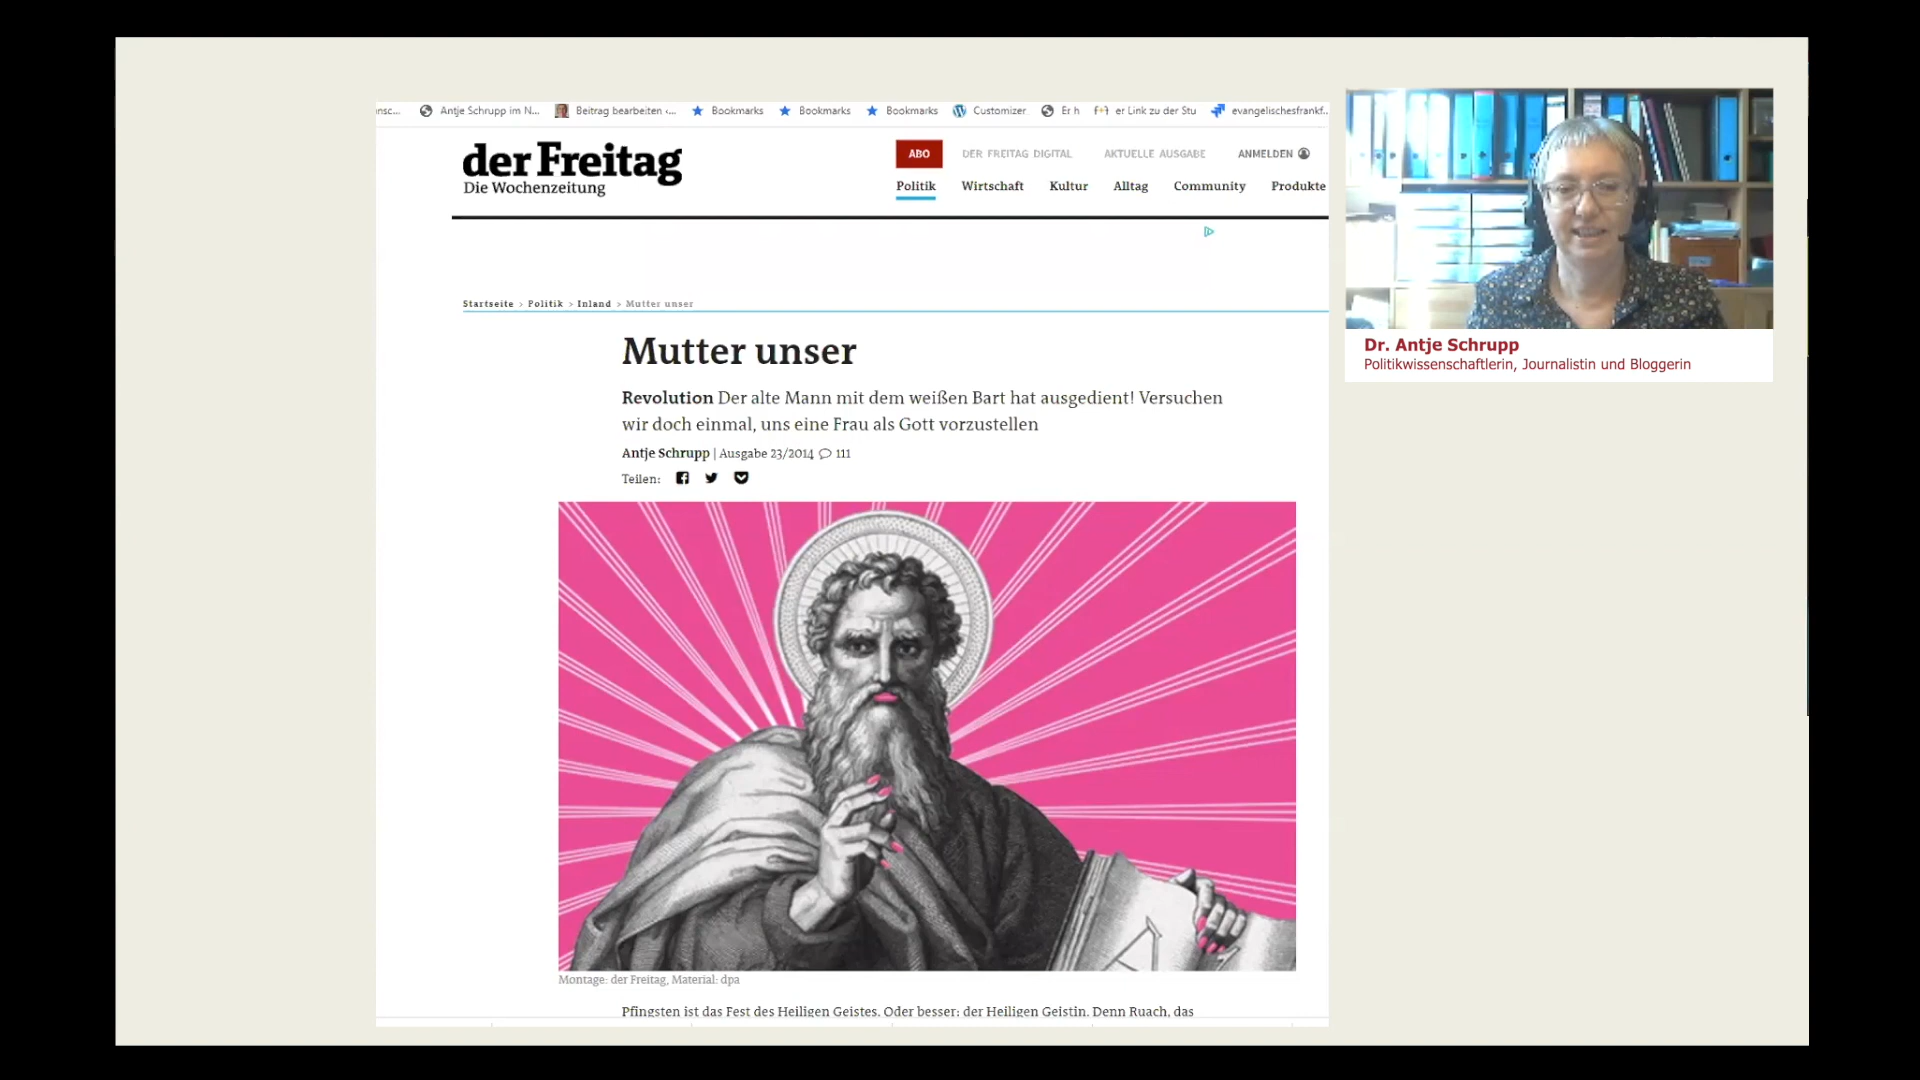 Antje Schrupp im N...
Beitrag bearbeiten ‹...
Bookmarks
Bookmarks
Bookmarks
Customizer
Er h
er Link zu der Stu
evangelischesfrankf...
der Freitag
Die Wochenzeitung
ABO
DER FREITAG DIGITAL
AKTUELLE AUSGABE
ANMELDEN
Politik
Wirtschaft
Kultur
Alltag
Community
Produkte
Startseite > Politik > Inland > Mutter unser
Mutter unser
Revolution Der alte Mann mit dem weißen Bart hat ausgedient! Versuchen
wir doch einmal, uns eine Frau als Gott vorzustellen
Antje Schrupp | Ausgabe 23/2014 111
Teilen:
A
Montage: der Freitag, Material: dpa
Pfingsten ist das Fest des Heiligen Geistes. Oder besser: der Heiligen Geistin. Denn Ruach, das
Dr. Antje Schrupp
Politikwissenschaftlerin, Journalistin und Bloggerin